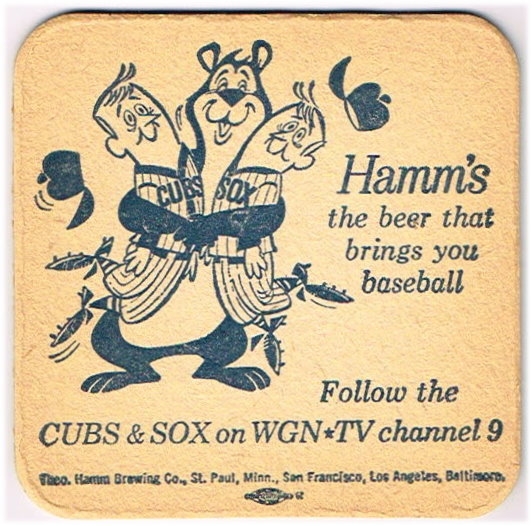 CUBS SOX
Hamm's
the beer that
brings you
baseball
Follow the
CUBS & SOX on WGN★TV channel 9
Theo. Hamm Brewing Co., St. Paul, Minn., San Francisco, Los Angeles, Baltimore.